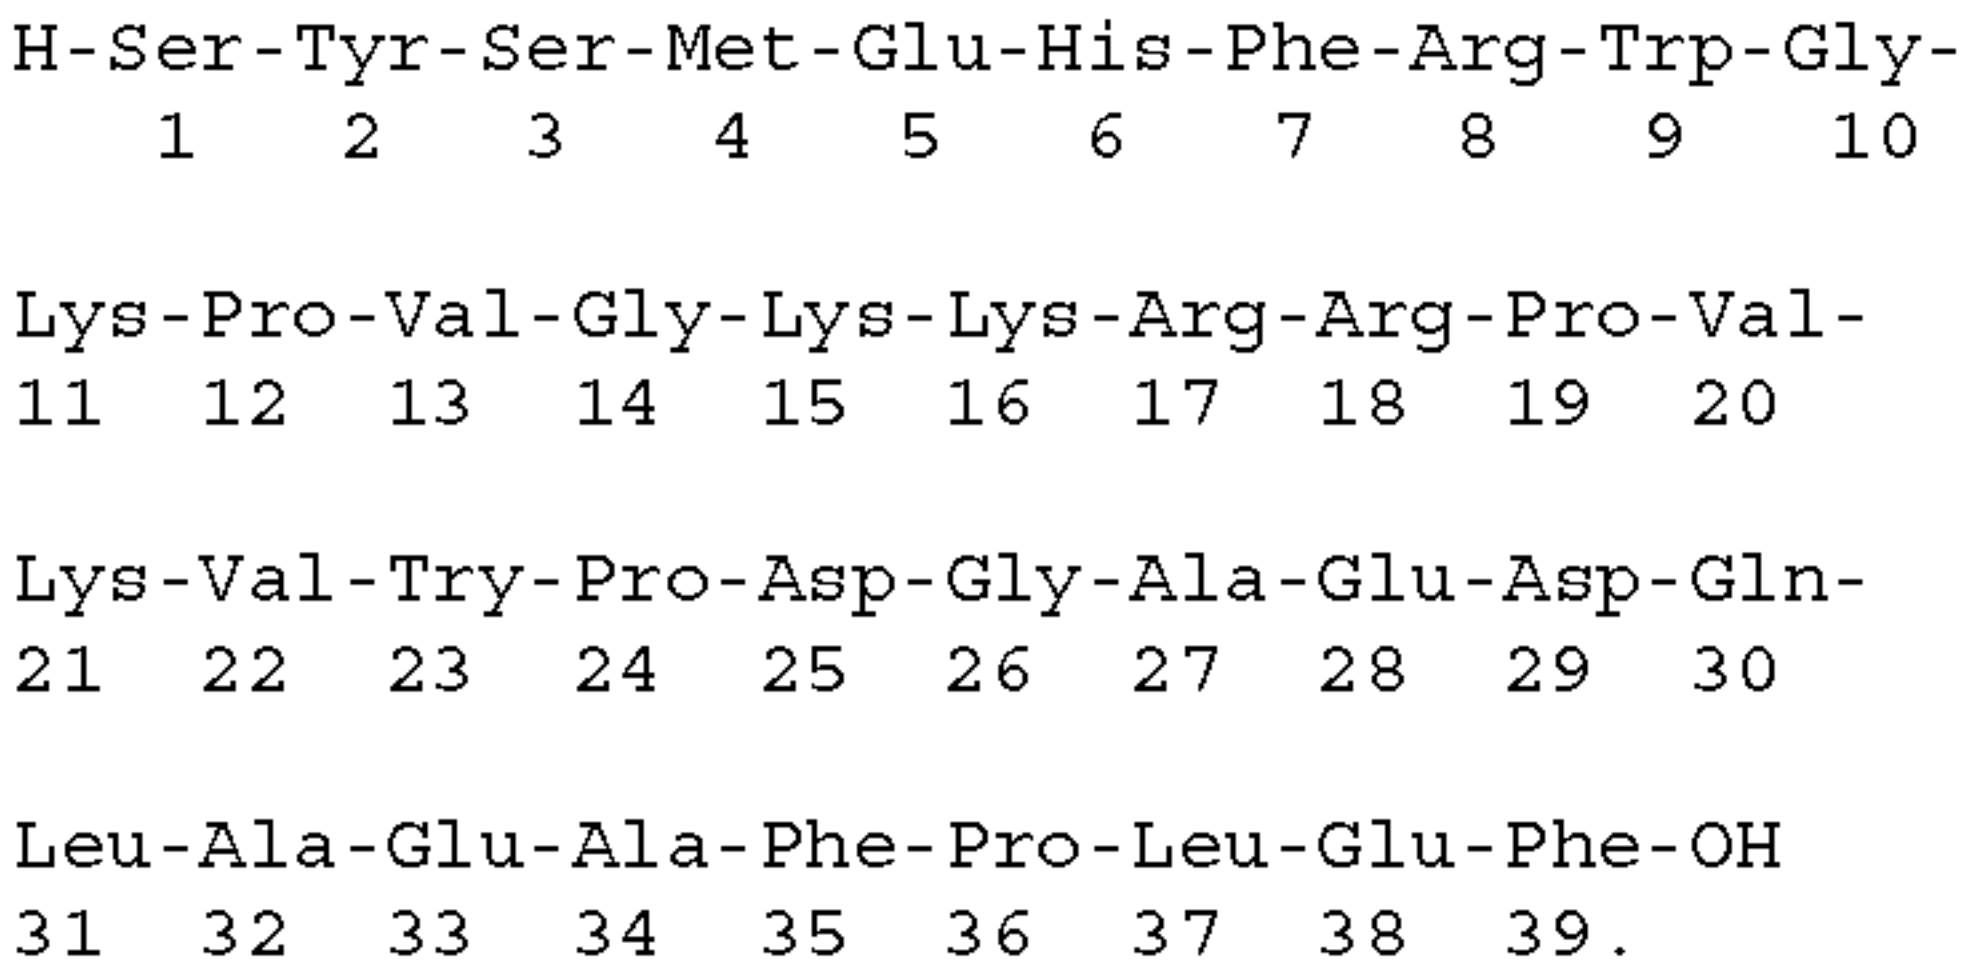 H-Ser-Tyr-Ser-Met-Glu-His-Phe-Arg-Trp-Gly-
1 2 3 4 5 6 7 8 9 10
Lys-Pro-Val-Gly-Lys-Lys-Arg-Arg-Pro-Val-
11 12 13 14 15 16 17 18 19 20
Lys-Val-Try-Pro-Asp-Gly-Ala-Glu-Asp-Gln-
21 22 23 24 25 26 27 28 29 30
Leu-Ala-Glu-Ala-Phe-Pro-Leu-Glu-Phe-OH
31 32 33 34 35 36 37 38 39.